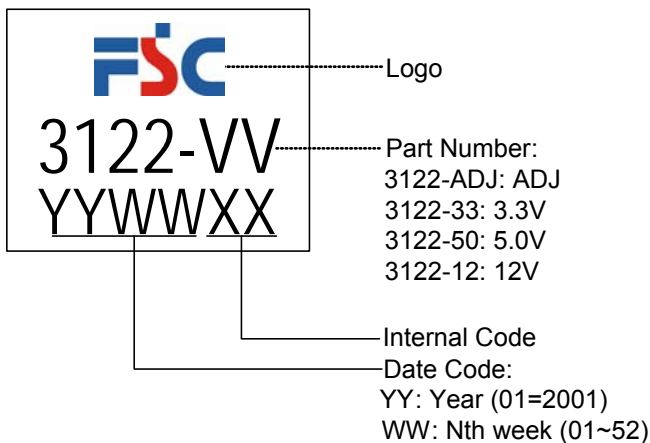 FSC
Logo
3122-VV
Part Number:
3122-ADJ: ADJ
3122-33: 3.3V
3122-50: 5.0V
3122-12: 12V
YYWWXX
Internal Code
Date Code:
YY: Year (01=2001)
WW: Nth week (01~52)